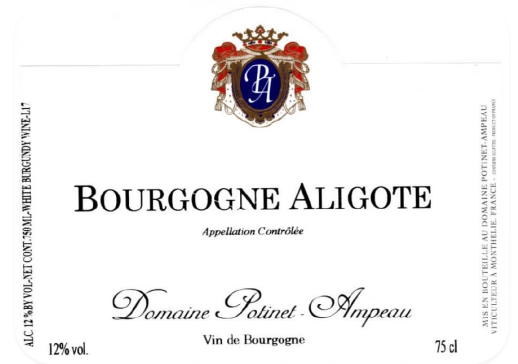 PA
BOURGOGNE ALIGOTE
Appellation Contrôlée
Domaine Potinet-Ampeau
Vin de Bourgogne
12% vol.
75 cl
ALC. 12 % BY VOL-NET CONT.-750 ML-WHITE BURGUNDY WINE-L17
MIS EN BOUTEILLE AU DOMAINE POTINET-AMPEAU
VITICULTEUR À MONTHELIE, FRANCE -